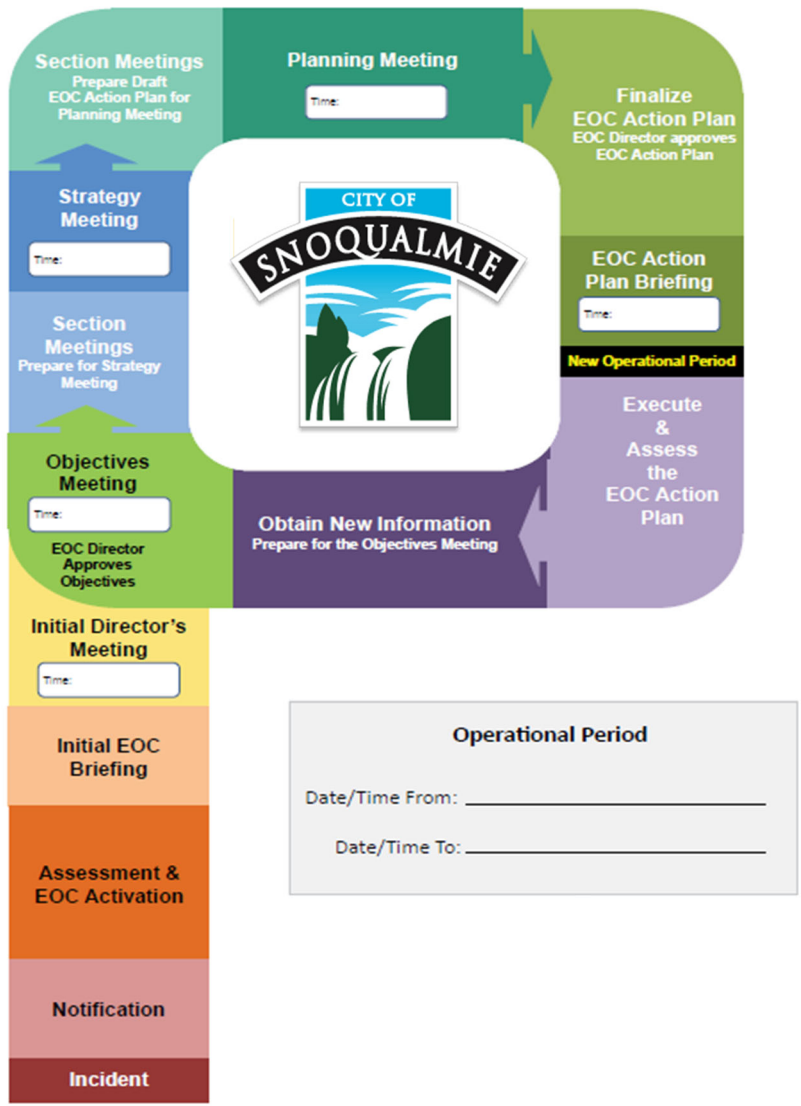 Section Meetings
Prepare Draft
EOC Action Plan for
Planning Meeting
Planning Meeting
Time:
Finalize
EOC Action Plan
EOC Director approves
EOC Action Plan
Strategy
Meeting
Time:
CITY OF
SNOQUALMIE
EOC Action
Plan Briefing
Time:
New Operational Period
Section
Meetings
Prepare for Strategy
Meeting
Execute
&
Assess
the
EOC Action
Plan
Objectives
Meeting
Time:
EOC Director
Approves
Objectives
Obtain New Information
Prepare for the Objectives Meeting
Initial Director's
Meeting
Time:
Initial EOC
Briefing
Assessment &
EOC Activation
Notification
Incident
Operational Period
Date/Time From:
Date/Time To: